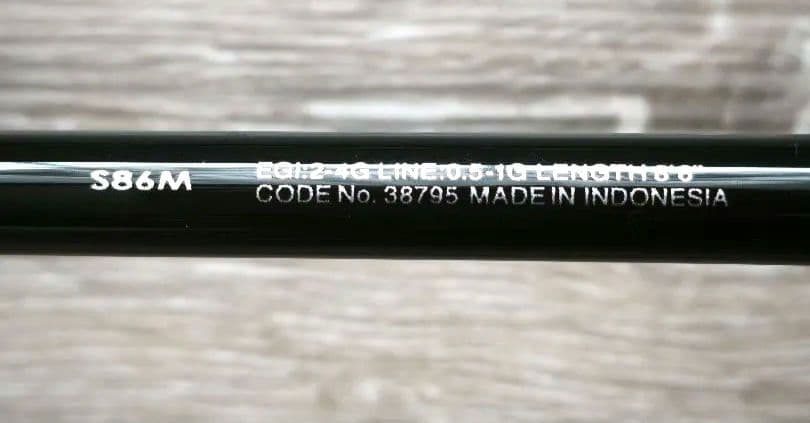 S86M
EGI:2-4G LINE:0.5-1G LENGTH 8'6"
CODE No. 38795 MADE IN INDONESIA